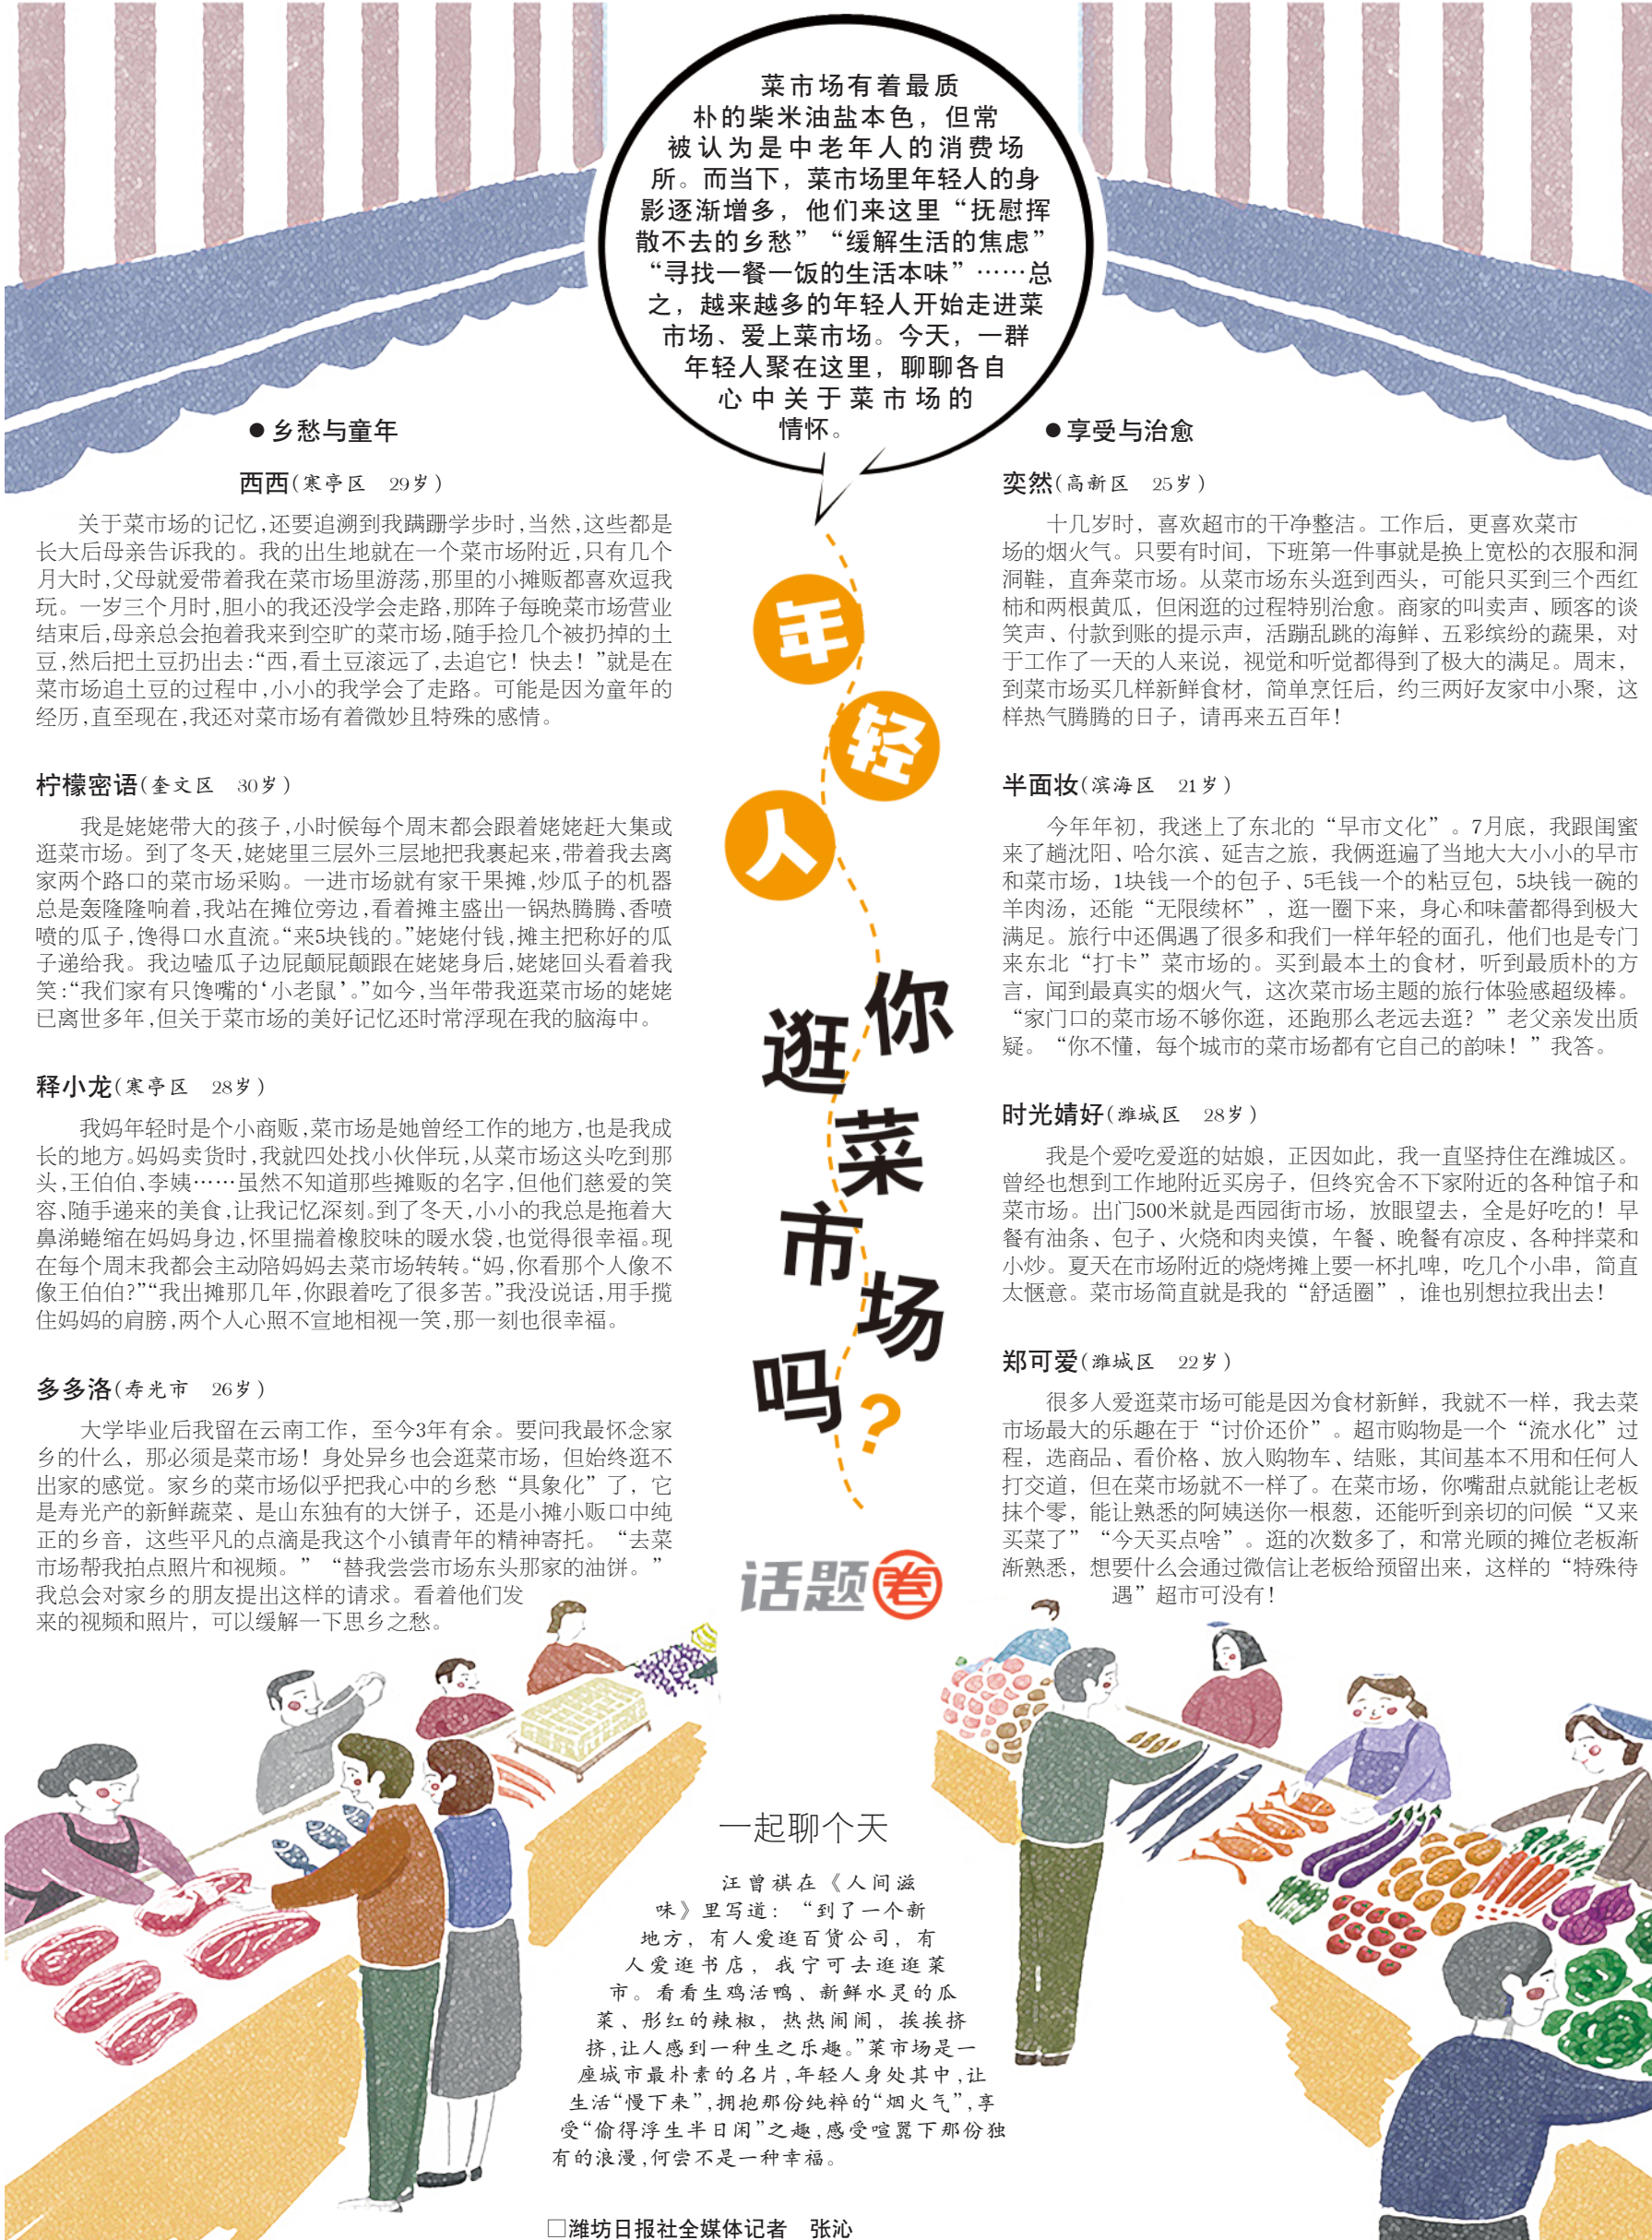 菜市场有着最质
朴的柴米油盐本色，但常
被认为是中老年人的消费场
所。而当下，菜市场里年轻人的身
影逐渐增多，他们来这里“抚慰挥
散不去的乡愁”“缓解生活的焦虑”
“寻找一餐一饭的生活本味”……总
之，越来越多的年轻人开始走进菜
市场、爱上菜市场。今天，一群
年轻人聚在这里，聊聊各自
心中关于菜市场的
情怀。
年轻人
你逛菜市场吗？
话题圈
●乡愁与童年
西西（寒亭区　29岁）
关于菜市场的记忆，还要追溯到我蹒跚学步时，当然，这些都是
长大后母亲告诉我的。我的出生地就在一个菜市场附近，只有几个
月大时，父母就爱带着我在菜市场里游荡，那里的小摊贩都喜欢逗我
玩。一岁三个月时，胆小的我还没学会走路，那阵子每晚菜市场营业
结束后，母亲总会抱着我来到空旷的菜市场，随手捡几个被扔掉的土
豆，然后把土豆扔出去：“西，看土豆滚远了，去追它！快去！”就是在
菜市场追土豆的过程中，小小的我学会了走路。可能是因为童年的
经历，直至现在，我还对菜市场有着微妙且特殊的感情。
柠檬密语（奎文区　30岁）
我是姥姥带大的孩子，小时候每个周末都会跟着姥姥赶大集或
逛菜市场。到了冬天，姥姥里三层外三层地把我裹起来，带着我去离
家两个路口的菜市场采购。一进市场就有家干果摊，炒瓜子的机器
总是轰隆隆响着，我站在摊位旁边，看着摊主盛出一锅热腾腾、香喷
喷的瓜子，馋得口水直流。“来5块钱的。”姥姥付钱，摊主把称好的瓜
子递给我。我边嗑瓜子边屁颠屁颠跟在姥姥身后，姥姥回头看着我
笑：“我们家有只馋嘴的‘小老鼠’。”如今，当年带我逛菜市场的姥姥
已离世多年，但关于菜市场的美好记忆还时常浮现在我的脑海中。
释小龙（寒亭区　28岁）
我妈年轻时是个小商贩，菜市场是她曾经工作的地方，也是我成
长的地方。妈妈卖货时，我就四处找小伙伴玩，从菜市场这头吃到那
头，王伯伯、李姨……虽然不知道那些摊贩的名字，但他们慈爱的笑
容、随手递来的美食，让我记忆深刻。到了冬天，小小的我总是拖着大
鼻涕蜷缩在妈妈身边，怀里揣着橡胶味的暖水袋，也觉得很幸福。现
在每个周末我都会主动陪妈妈去菜市场转转。“妈，你看那个人像不
像王伯伯？”“我出摊那几年，你跟着吃了很多苦。”我没说话，用手揽
住妈妈的肩膀，两个人心照不宣地相视一笑，那一刻也很幸福。
多多洛（寿光市　26岁）
大学毕业后我留在云南工作，至今3年有余。要问我最怀念家
乡的什么，那必须是菜市场！身处异乡也会逛菜市场，但始终逛不
出家的感觉。家乡的菜市场似乎把我心中的乡愁“具象化”了，它
是寿光产的新鲜蔬菜、是山东独有的大饼子，还是小摊小贩口中纯
正的乡音，这些平凡的点滴是我这个小镇青年的精神寄托。“去菜
市场帮我拍点照片和视频。”“替我尝尝市场东头那家的油饼。”
我总会对家乡的朋友提出这样的请求。看着他们发
来的视频和照片，可以缓解一下思乡之愁。
●享受与治愈
奕然（高新区　25岁）
十几岁时，喜欢超市的干净整洁。工作后，更喜欢菜市
场的烟火气。只要有时间，下班第一件事就是换上宽松的衣服和洞
洞鞋，直奔菜市场。从菜市场东头逛到西头，可能只买到三个西红
柿和两根黄瓜，但闲逛的过程特别治愈。商家的叫卖声、顾客的谈
笑声、付款到账的提示声，活蹦乱跳的海鲜、五彩缤纷的蔬果，对
于工作了一天的人来说，视觉和听觉都得到了极大的满足。周末，
到菜市场买几样新鲜食材，简单烹饪后，约三两好友家中小聚，这
样热气腾腾的日子，请再来五百年！
半面妆（滨海区　21岁）
今年年初，我迷上了东北的“早市文化”。7月底，我跟闺蜜
来了趟沈阳、哈尔滨、延吉之旅，我俩逛遍了当地大大小小的早市
和菜市场，1块钱一个的包子、5毛钱一个的粘豆包，5块钱一碗的
羊肉汤，还能“无限续杯”，逛一圈下来，身心和味蕾都得到极大
满足。旅行中还偶遇了很多和我们一样年轻的面孔，他们也是专门
来东北“打卡”菜市场的。买到最本土的食材，听到最质朴的方
言，闻到最真实的烟火气，这次菜市场主题的旅行体验感超级棒。
“家门口的菜市场不够你逛，还跑那么老远去逛？”老父亲发出质
疑。“你不懂，每个城市的菜市场都有它自己的韵味！”我答。
时光婧好（潍城区　28岁）
我是个爱吃爱逛的姑娘，正因如此，我一直坚持住在潍城区。
曾经也想到工作地附近买房子，但终究舍不下家附近的各种馆子和
菜市场。出门500米就是西园街市场，放眼望去，全是好吃的！早
餐有油条、包子、火烧和肉夹馍，午餐、晚餐有凉皮、各种拌菜和
小炒。夏天在市场附近的烧烤摊上要一杯扎啤，吃几个小串，简直
太惬意。菜市场简直就是我的“舒适圈”，谁也别想拉我出去！
郑可爱（潍城区　22岁）
很多人爱逛菜市场可能是因为食材新鲜，我就不一样，我去菜
市场最大的乐趣在于“讨价还价”。超市购物是一个“流水化”过
程，选商品、看价格、放入购物车、结账，其间基本不用和任何人
打交道，但在菜市场就不一样了。在菜市场，你嘴甜点就能让老板
抹个零，能让熟悉的阿姨送你一根葱，还能听到亲切的问候“又来
买菜了”“今天买点啥”。逛的次数多了，和常光顾的摊位老板渐
渐熟悉，想要什么会通过微信让老板给预留出来，这样的“特殊待
遇”超市可没有！
一起聊个天
汪曾祺在《人间滋
味》里写道：“到了一个新
地方，有人爱逛百货公司，有
人爱逛书店，我宁可去逛逛菜
市。看看生鸡活鸭、新鲜水灵的瓜
菜、彤红的辣椒，热热闹闹，挨挨挤
挤，让人感到一种生之乐趣。”菜市场是一
座城市最朴素的名片，年轻人身处其中，让
生活“慢下来”，拥抱那份纯粹的“烟火气”，享
受“偷得浮生半日闲”之趣，感受喧嚣下那份独
有的浪漫，何尝不是一种幸福。
□潍坊日报社全媒体记者　张沁